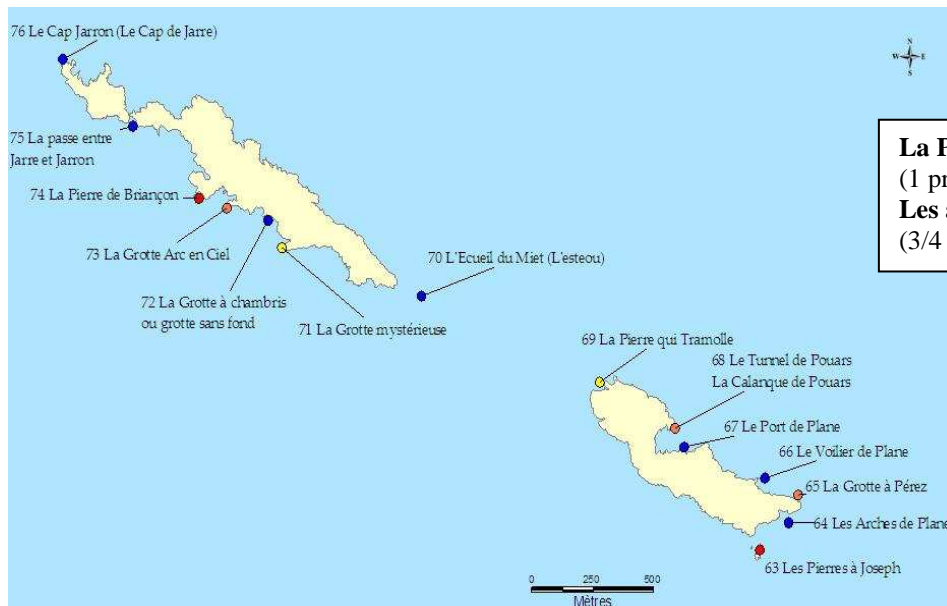 76 Le Cap Jarron (Le Cap de Jarre)
N
W E
S
75 La passe entre
Jarre et Jarron
74 La Pierre de Briançon
73 La Grotte Arc en Ciel
72 La Grotte à chambris
ou grotte sans fond
71 La Grotte mystérieuse
70 L'Ecueil du Miet (L'esteou)
69 La Pierre qui Tramolle
68 Le Tunnel de Pouars
La Calanque de Pouars
67 Le Port de Plane
66 Le Voilier de Plane
65 La Grotte à Pérez
64 Les Arches de Plane
63 Les Pierres à Joseph
0 250 500
Mètres
La
(1
Les
(3/4